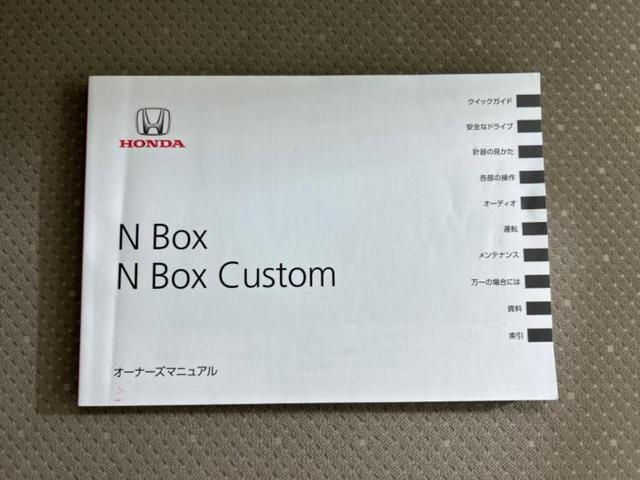 HONDA
N Box
N Box Custom
オーナーズマニュアル
クイックガイド
安全なドライブ
計器の見かた
各部の操作
オーディオ
運転
メンテナンス
万一の場合には
資料
索引